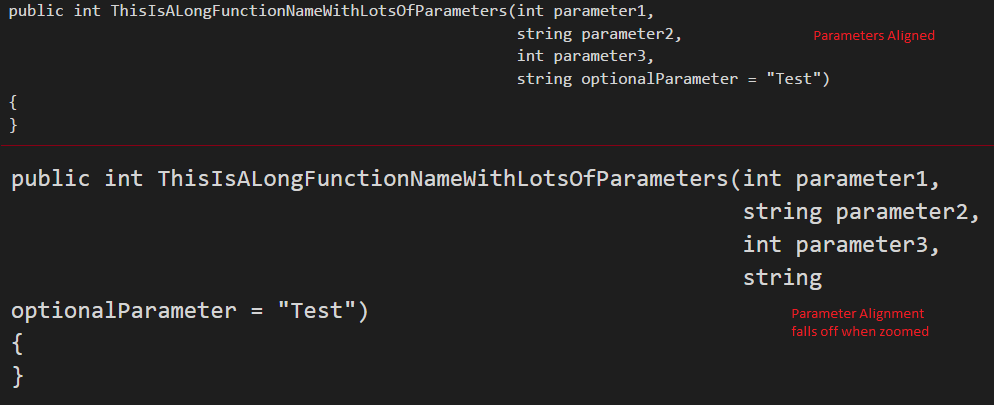 public int ThisIsALongFunctionNameWithLotsOfParameters(int parameter1,
string parameter2,
Parameters Aligned
int parameter3,
string optionalParameter = "Test")
{
}
public int ThisIsALongFunctionNameWithLotsOfParameters(int parameter1,
string parameter2,
int parameter3,
string
optionalParameter = "Test")
Parameter Alignment
falls off when zoomed
{
}